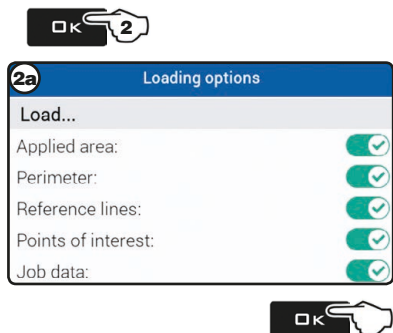 OK 2
2a Loading options
Load...
Applied area:
Perimeter:
Reference lines:
Points of interest:
Job data:
OK